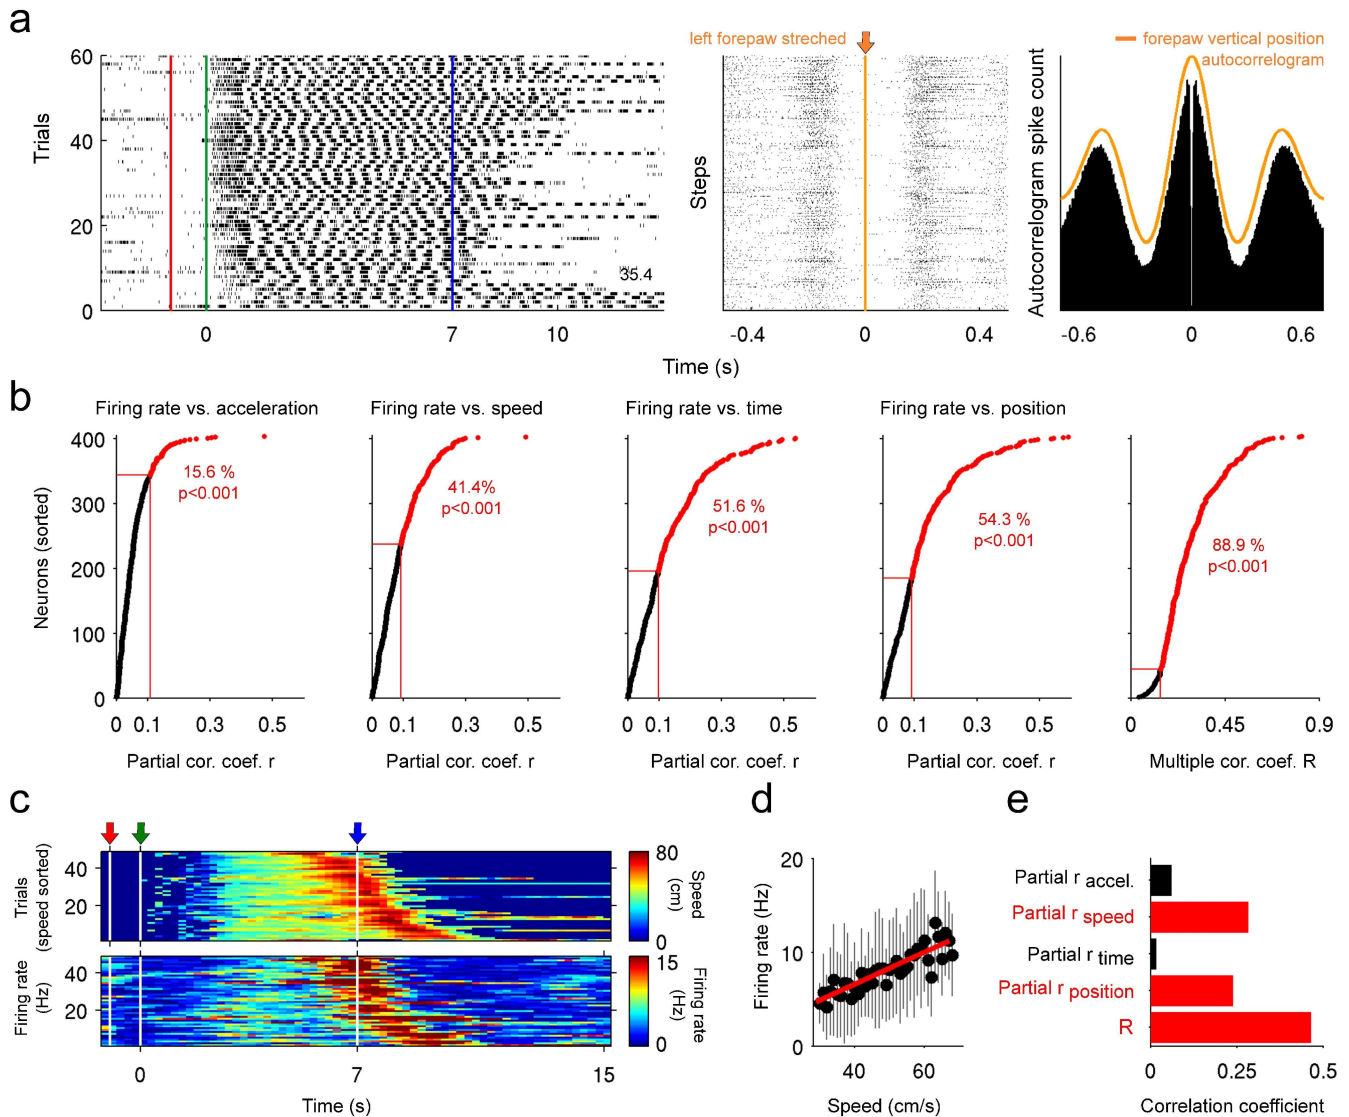 a
left forepaw streched
forepaw vertical position
autocorrelogram
Trials
60
40
20
0
0
7
10
35.4
Steps
-0.4
0
0.4
Autocorrelogram spike count
-0.6
0
0.6
Time (s)
b
Firing rate vs. acceleration
Firing rate vs. speed
Firing rate vs. time
Firing rate vs. position
Neurons (sorted)
400
300
200
100
0
15.6 %
p<0.001
41.4%
p<0.001
51.6 %
p<0.001
54.3 %
p<0.001
88.9 %
p<0.001
0 0.1 0.3 0.5
0 0.1 0.3 0.5
0 0.1 0.3 0.5
0 0.1 0.3 0.5
0 0.45 0.9
Partial cor. coef. r
Partial cor. coef. r
Partial cor. coef. r
Partial cor. coef. r
Multiple cor. coef. R
c
Trials
(speed sorted)
40
20
80
0
Speed
(cm)
Firing rate
(Hz)
40
20
15
0
Firing rate
(Hz)
0
7
15
Time (s)
d
Firing rate (Hz)
20
10
0
40
60
Speed (cm/s)
e
Partial r accel.
Partial r speed
Partial r time
Partial r position
R
0 0.25 0.5
Correlation coefficient